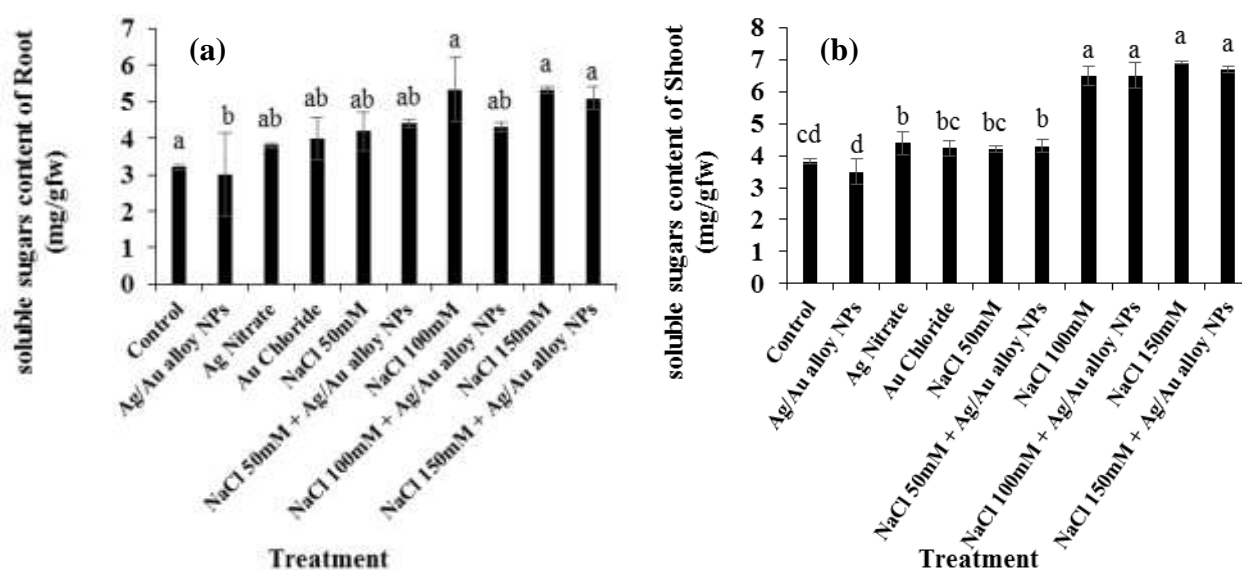 soluble sugars content of Root
(mg/gfw)
7
6
5
4
3
2
1
0
(a)
a
b
ab
ab
ab
ab
a
ab
a
a
Control
Ag/Au alloy NPs
Ag Nitrate
Au Chloride
NaCl 50mM
NaCl 50mM + Ag/Au alloy NPs
NaCl 100mM
NaCl 100mM + Ag/Au alloy NPs
NaCl 150mM
NaCl 150mM + Ag/Au alloy NPs
Treatment
soluble sugars content of Shoot
(mg/gfw)
8
7
6
5
4
3
2
1
0
(b)
cd
d
b
bc
bc
b
a
a
a
a
Control
Ag/Au alloy NPs
Ag Nitrate
Au Chloride
NaCl 50mM
NaCl 50mM + Ag/Au alloy NPs
NaCl 100mM
NaCl 100mM + Ag/Au alloy NPs
NaCl 150mM
NaCl 150mM + Ag/Au alloy NPs
Treatment